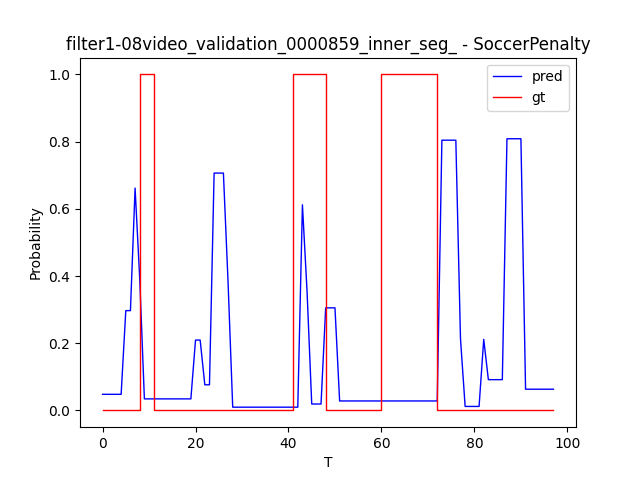 filter1-08video_validation_0000859_inner_seg_ - SoccerPenalty
pred
gt
1.0
0.8
0.6
0.4
0.2
0.0
Probability
0
20
40
60
80
100
T